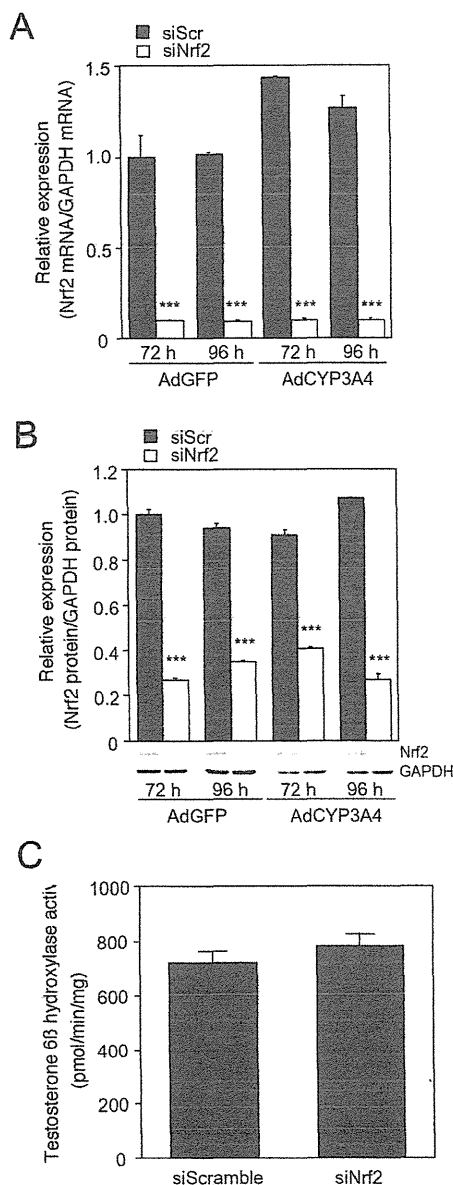 A
siScr
siNrf2
Relative expression
(Nrf2 mRNA/GAPDH mRNA)
1.5
1.0
0.5
0
*** *** *** ***
72 h 96 h 72 h 96 h
AdGFP AdCYP3A4
B
siScr
siNrf2
Relative expression
(Nrf2 protein/GAPDH protein)
1.2
1.0
0.8
0.6
0.4
0.2
0
*** *** *** ***
Nrf2
GAPDH
72 h 96 h 72 h 96 h
AdGFP AdCYP3A4
C
Testosterone 6β hydroxylase activ
(pmol/min/mg)
1000
800
600
400
200
0
siScramble siNrf2